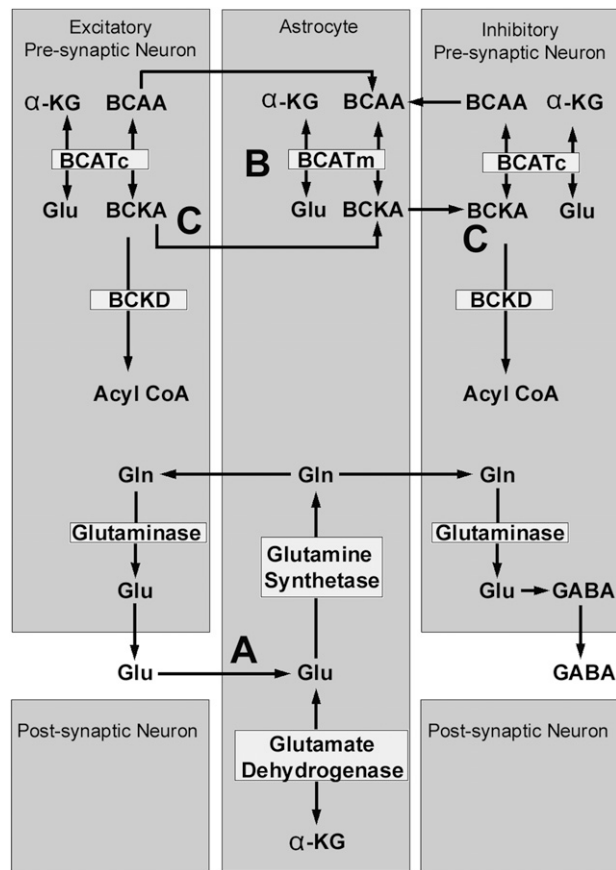 Excitatory
Pre-synaptic Neuron
Astrocyte
Inhibitory
Pre-synaptic Neuron
α-KG BCAA
α-KG BCAA
BCAA α-KG
BCATc
B
BCATm
BCATc
Glu BCKA
C
Glu BCKA
BCKA Glu
C
BCKD
BCKD
Acyl CoA
Acyl CoA
Gln
Gln
Gln
Glutaminase
Glutamine
Synthetase
Glutaminase
Glu
Glu
GABA
Glu
A
Glu
GABA
Post-synaptic Neuron
Glutamate
Dehydrogenase
Post-synaptic Neuron
α-KG